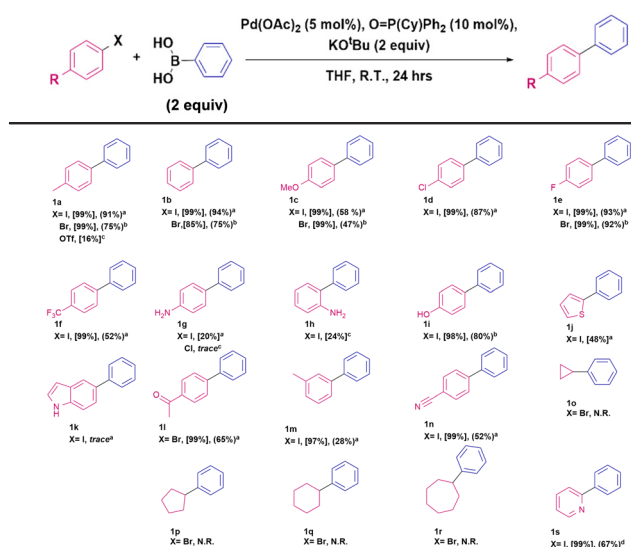 Pd(OAc)₂ (5 mol%), O=P(Cy)Ph₂ (10 mol%),
KOᵗBu (2 equiv)
THF, R.T., 24 hrs
X
R
+
HO
B
HO
(2 equiv)
R
1a
X= I, [99%], (91%)ᵃ
Br, [99%], (75%)ᵇ
OTf, [16%]ᶜ
1b
X= I, [99%], (94%)ᵃ
Br,[85%], (75%)ᵇ
MeO
1c
X= I, [99%], (58 %)ᵃ
Br, [99%], (47%)ᵇ
Cl
1d
X= I, [99%], (87%)ᵃ
F
1e
X= I, [99%], (93%)ᵃ
Br, [99%], (92%)ᵇ
F₃C
1f
X= I, [99%], (52%)ᵃ
H₂N
1g
X= I, [20%]ᵃ
Cl, traceᶜ
NH₂
1h
X= I, [24%]ᶜ
HO
1i
X= I, [98%], (80%)ᵇ
S
1j
X= I, [48%]ᵃ
N
H
1k
X= I, traceᵃ
O
1l
X= Br, [99%], (65%)ᵃ
1m
X= I, [97%], (28%)ᵃ
N
1n
X= I, [99%], (52%)ᵃ
1o
X= Br, N.R.
1p
X= Br, N.R.
1q
X= Br, N.R.
1r
X= Br, N.R.
N
1s
X= I, [99%], (67%)ᵈ